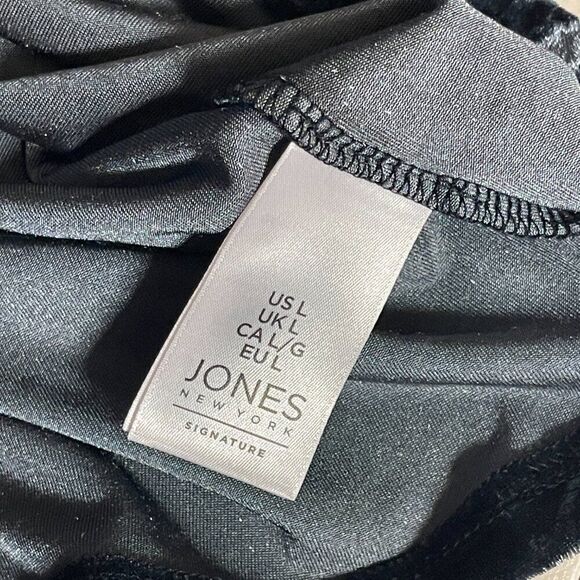 US L
UK L
CA L/G
EU L
JONES
NEW YORK
SIGNATURE